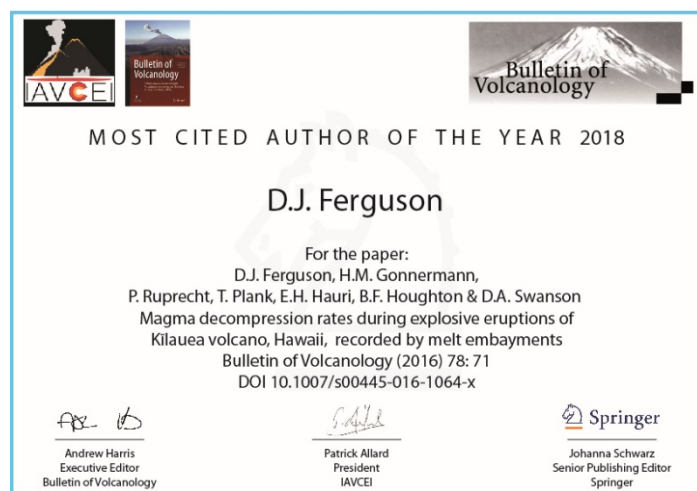 IAVCEI
Bulletin of
Volcanology
Bulletin of
Volcanology
MOST CITED AUTHOR OF THE YEAR 2018
D.J. Ferguson
For the paper:
D.J. Ferguson, H.M. Gonnermann,
P. Ruprecht, T. Plank, E.H. Hauri, B.F. Houghton & D.A. Swanson
Magma decompression rates during explosive eruptions of
Kīlauea volcano, Hawaii, recorded by melt embayments
Bulletin of Volcanology (2016) 78: 71
DOI 10.1007/s00445-016-1064-x
Springer
Andrew Harris
Executive Editor
Bulletin of Volcanology
Patrick Allard
President
IAVCEI
Johanna Schwarz
Senior Publishing Editor
Springer